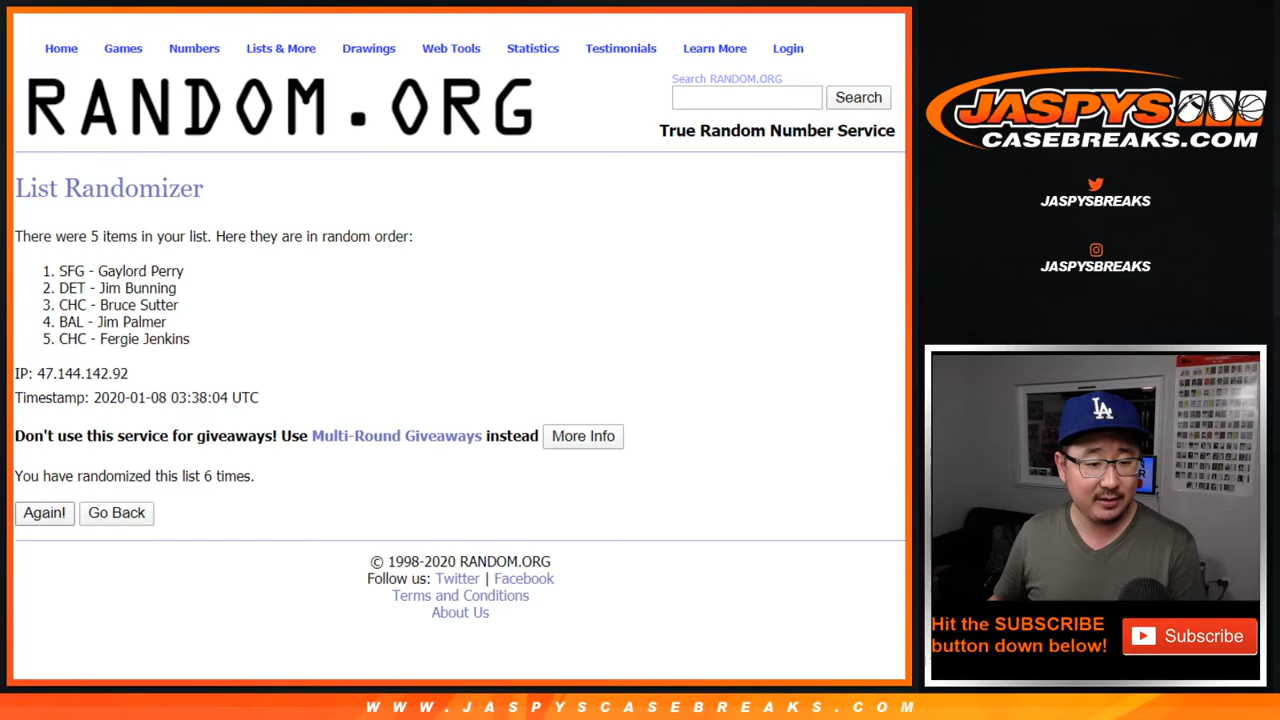 Home Games Numbers Lists & More Drawings Web Tools Statistics Testimonials Learn More Login
RANDOM.ORG
Search RANDOM.ORG
Search
True Random Number Service
List Randomizer
There were 5 items in your list. Here they are in random order:
1. SFG - Gaylord Perry
2. DET - Jim Bunning
3. CHC - Bruce Sutter
4. BAL - Jim Palmer
5. CHC - Fergie Jenkins
IP: 47.144.142.92
Timestamp: 2020-01-08 03:38:04 UTC
Don't use this service for giveaways! Use Multi-Round Giveaways instead More Info
You have randomized this list 6 times.
Again! Go Back
© 1998-2020 RANDOM.ORG
Follow us: Twitter | Facebook
Terms and Conditions
About Us
JASPYS
CASEBREAKS.COM
JASPYSBREAKS
JASPYSBREAKS
LA
Hit the SUBSCRIBE
button down below!
Subscribe
WWW.JASPYSCASEBREAKS.COM